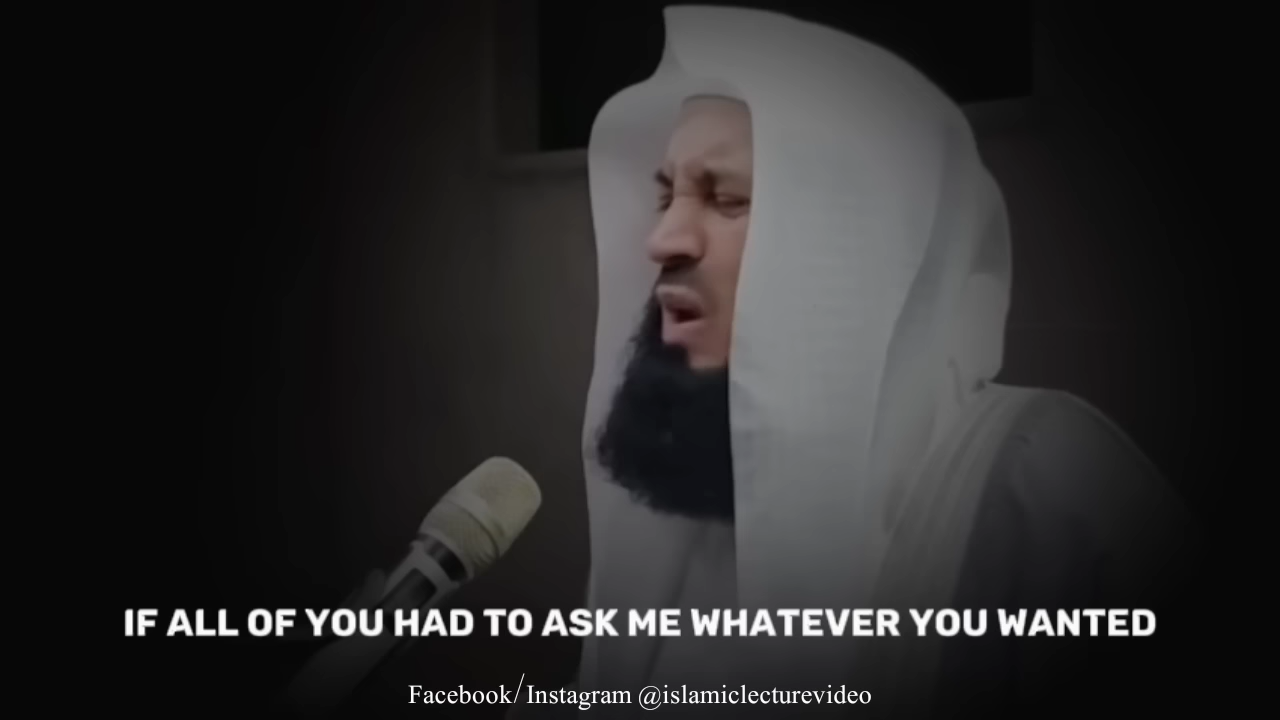 IF ALL OF YOU HAD TO ASK ME WHATEVER YOU WANTED
Facebook/Instagram @islamiclecturevideo